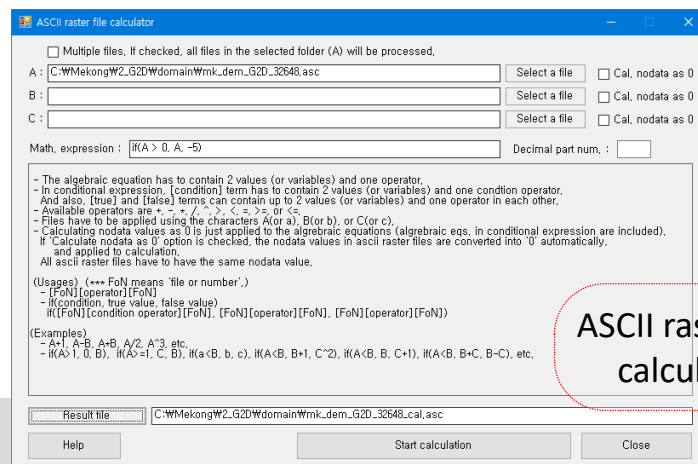 ASCII raster file calculator
Multiple files, If checked, all files in the selected folder (A) will be processed,
A : C:₩Mekong₩2_G2D₩domain₩mk_dem_G2D_32648,asc Select a file Cal, nodata as 0
B : Select a file Cal, nodata as 0
C : Select a file Cal, nodata as 0
Math, expression : if(A > 0, A, -5) Decimal part num, :
- The algebraic equation has to contain 2 values (or variables) and one operator,
- In conditional expression, [condition] term has to contain 2 values (or variables) and one condtion operator,
And also, [true] and [false] terms can contain up to 2 values (or variables) and one operator in each other,
- Available operators are +, -, *, /, ^, >, <, =, >=, or <=,
- Files have to be applied using the characters A(or a), B(or b), or C(or c),
- Calculating nodata values as 0 is just applied to the algrebraic equations (algrebraic eqs, in conditional expression are included),
If 'Calculate nodata as 0' option is checked, the nodata values in ascii raster files are converted into '0' automatically,
and applied to calculation,
All ascii raster files have to have the same nodata value,
(Usages) (*** FoN means 'file or number',)
- [FoN][operator][FoN]
- if(condition, true value, false value)
if([FoN][condition operator][FoN], [FoN][operator][FoN], [FoN][operator][FoN])
(Examples)
- A+1, A-B, A*B, A/2, A^3, etc,
- if(A>1, 0, B), if(A>=1, C, B), if(a<B, b, c), if(A<B, B+1, C^2), if(A<B, B, C+1), if(A<B, B+C, B-C), etc,
ASCII ras
calcul
Result file C:₩Mekong₩2_G2D₩domain₩mk_dem_G2D_32648_cal,asc
Help Start calculation Close